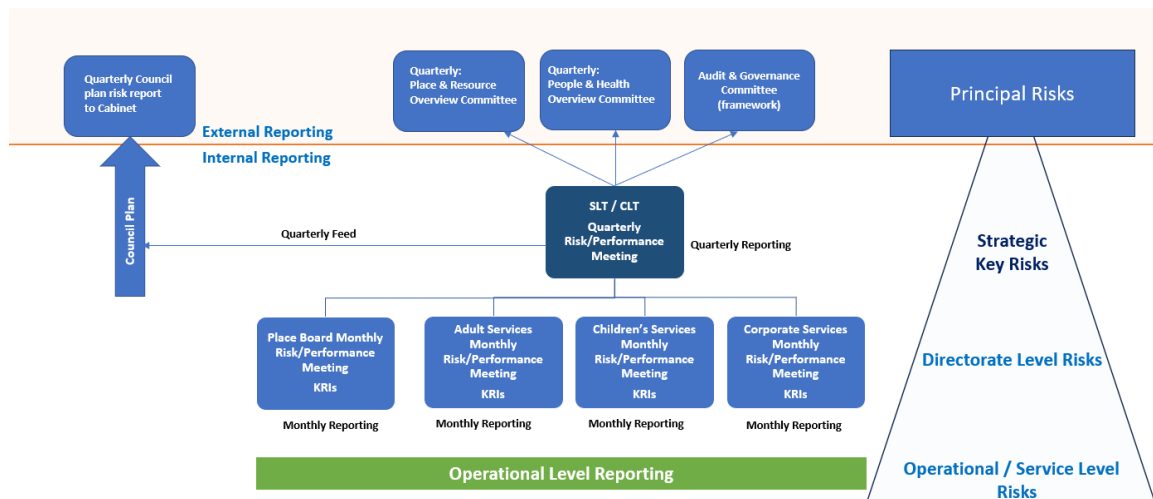 Quarterly Council
plan risk report
to Cabinet
Quarterly:
Place & Resource
Overview Committee
Quarterly:
People & Health
Overview Committee
Audit & Governance
Committee
(framework)
Principal Risks
External Reporting
Internal Reporting
Council Plan
Quarterly Feed
SLT / CLT
Quarterly
Risk/Performance
Meeting
Quarterly Reporting
Strategic
Key Risks
Place Board Monthly
Risk/Performance
Meeting
KRIs
Adult Services
Monthly
Risk/Performance
Meeting
KRIs
Children's Services
Monthly
Risk/Performance
Meeting
KRIs
Corporate Services
Monthly
Risk/Performance
Meeting
KRIs
Directorate Level Risks
Monthly Reporting
Monthly Reporting
Monthly Reporting
Monthly Reporting
Operational Level Reporting
Operational / Service Level
Risks